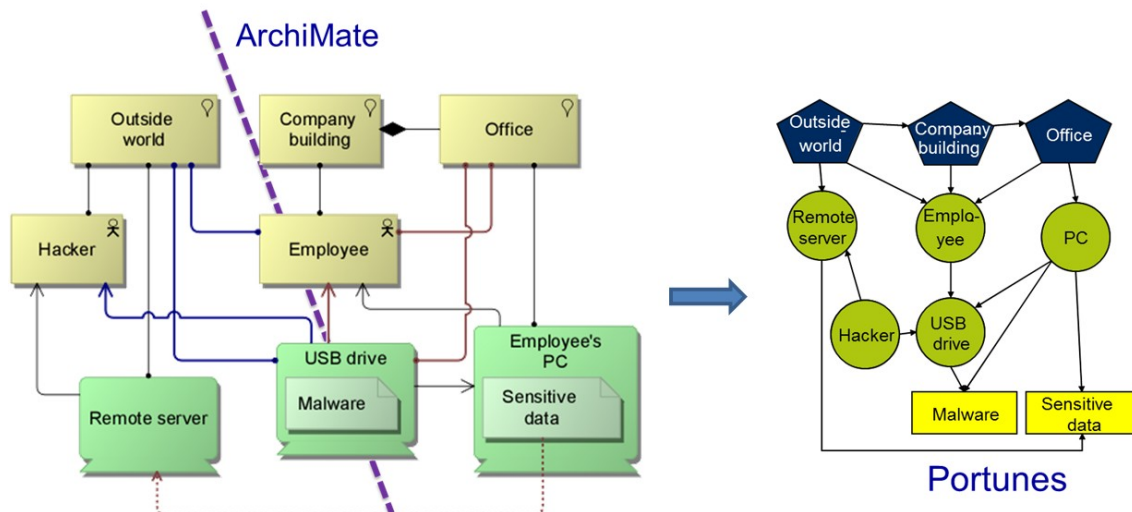 ArchiMate
Outside
world
Company
building
Office
Hacker
Employee
USB drive
Malware
Employee's
PC
Sensitive
data
Remote server
Outside
world
Company
building
Office
Remote
server
Emplo-
yee
PC
Hacker
USB
drive
Malware
Sensitive
data
Portunes